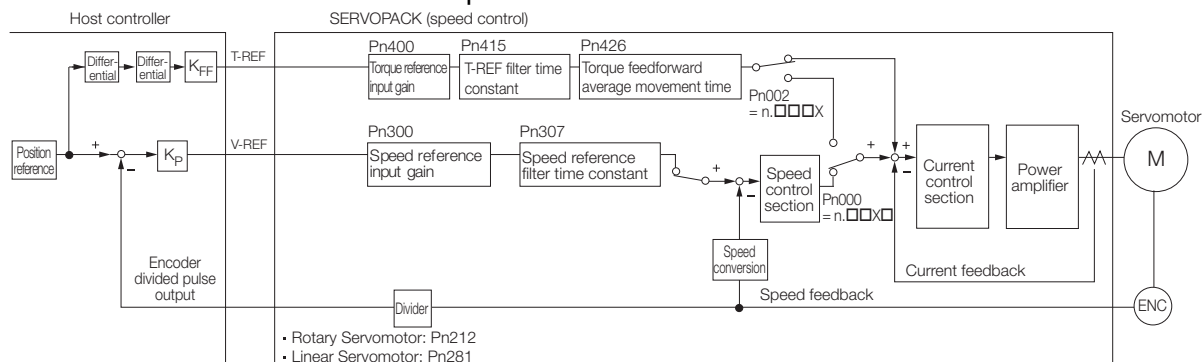 Host controller
SERVOPACK (speed control)
Differ-
ential
Differ-
ential
KFF
T-REF
Pn400
Torque reference
input gain
Pn415
T-REF filter time
constant
Pn426
Torque feedforward
average movement time
Pn002
= n.□□□X
Servomotor
M
Position
reference
+
-
KP
V-REF
Pn300
Speed reference
input gain
Pn307
Speed reference
filter time constant
+
-
Speed
control
section
Pn000
= n.□□X□
+
+
+
-
Current
control
section
Power
amplifier
Speed
conversion
Current feedback
Encoder
divided pulse
output
Divider
Speed feedback
ENC
• Rotary Servomotor: Pn212
• Linear Servomotor: Pn281